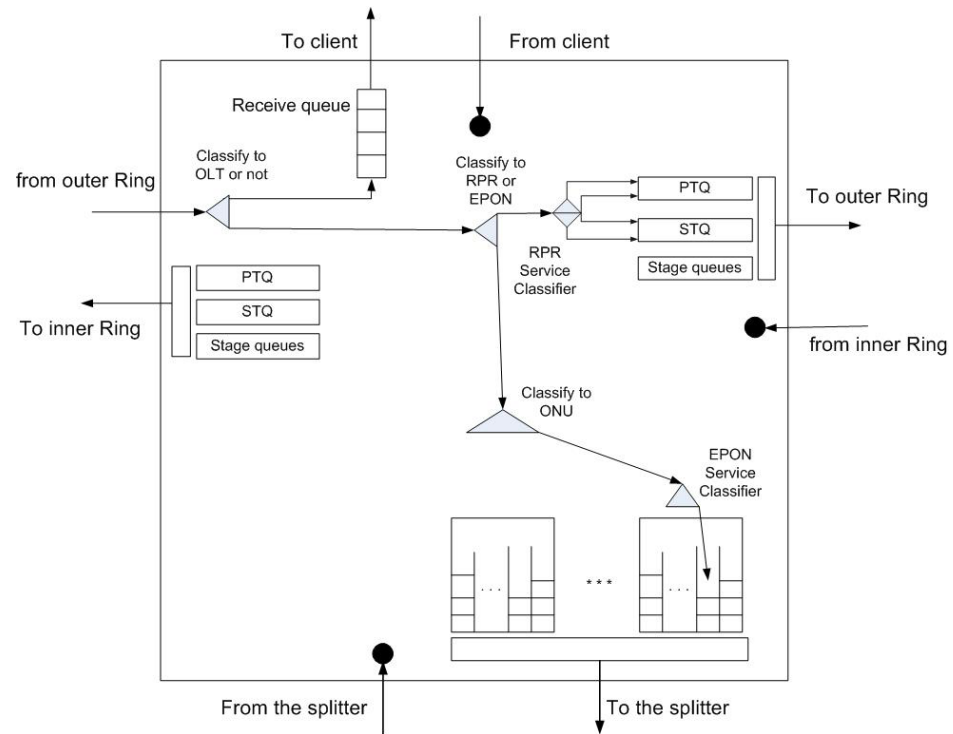 To client
From client
Receive queue
Classify to
OLT or not
Classify to
RPR or
EPON
from outer Ring
PTQ
STQ
Stage queues
To outer Ring
RPR
Service
Classifier
PTQ
STQ
Stage queues
To inner Ring
from inner Ring
Classify to
ONU
EPON
Service
Classifier
. . .
* * *
. . .
From the splitter
To the splitter